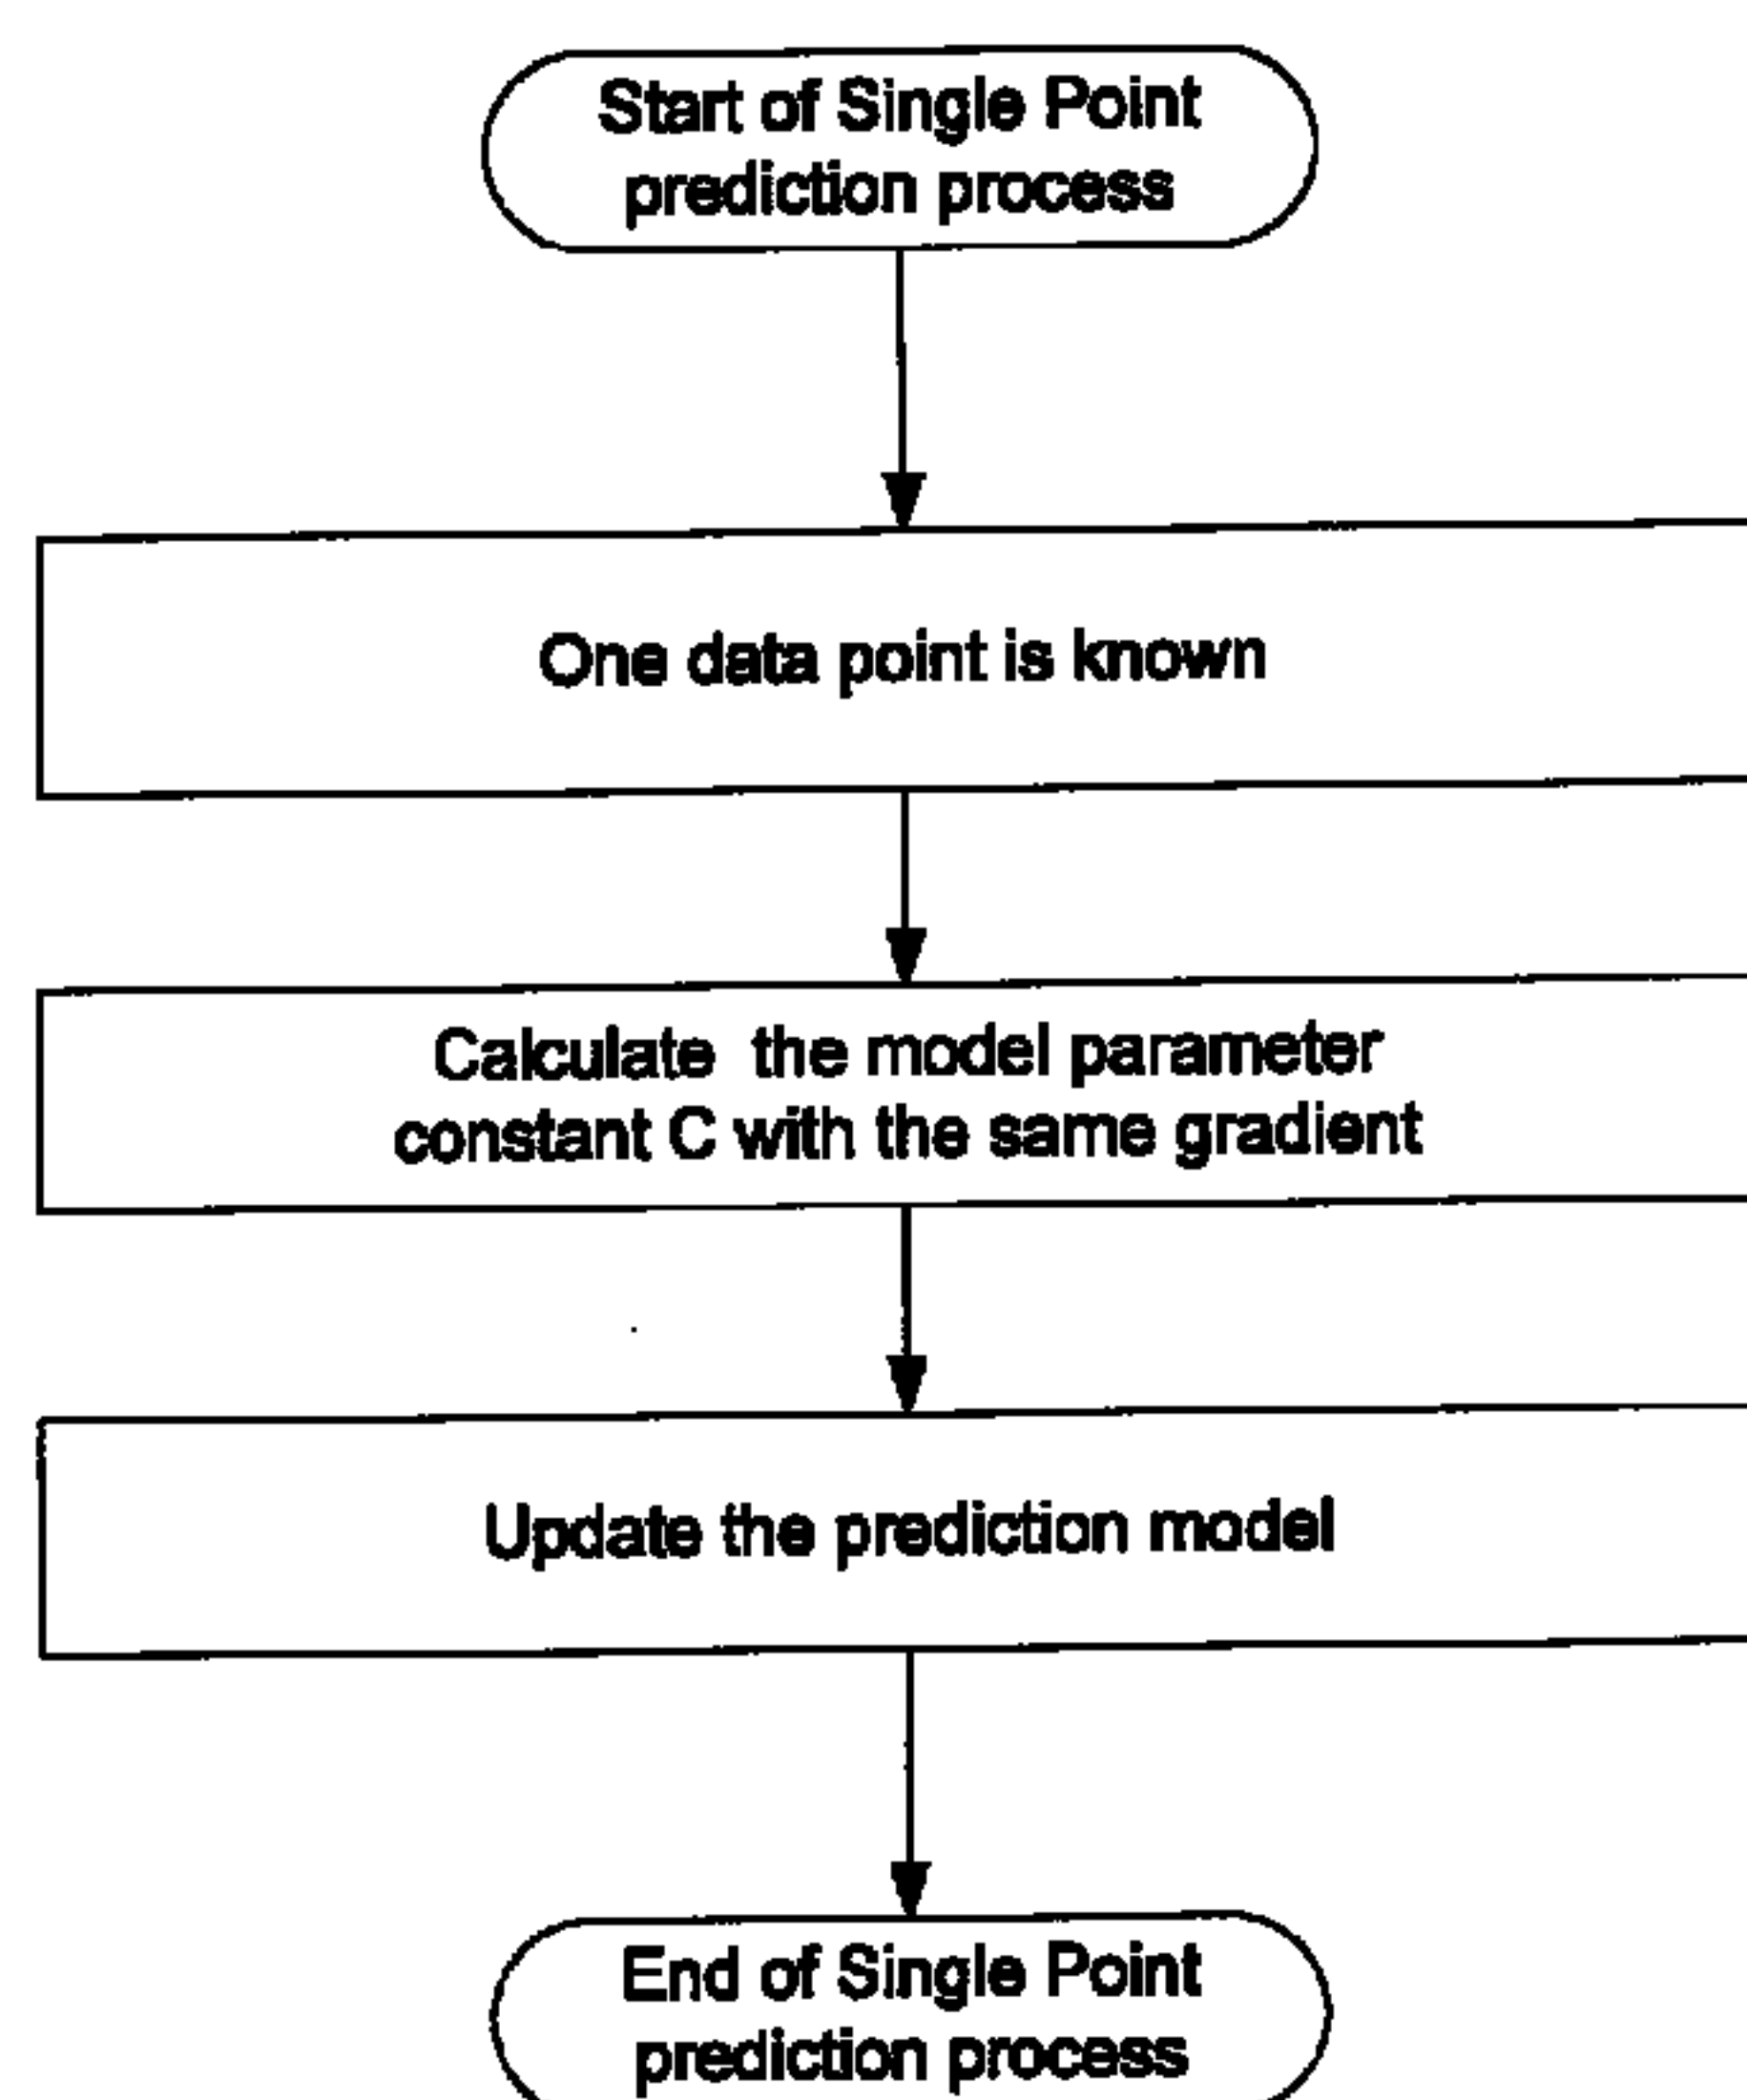 Start of Single Point
prediction process
One data point is known
Calculate the model parameter
constant C with the same gradient
Update the prediction model
End of Single Point
prediction process